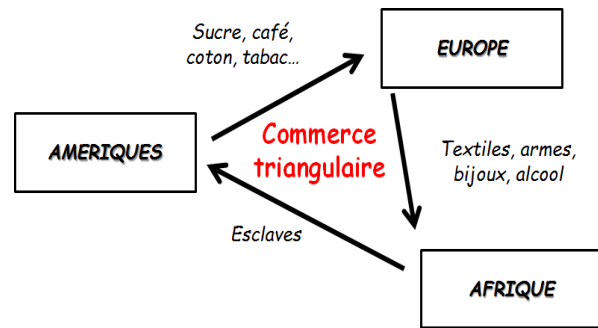 Sucre, café,
coton, tabac...
EUROPE
AMERIQUES
Commerce
triangulaire
Textiles, armes,
bijoux, alcool
Esclaves
AFRIQUE